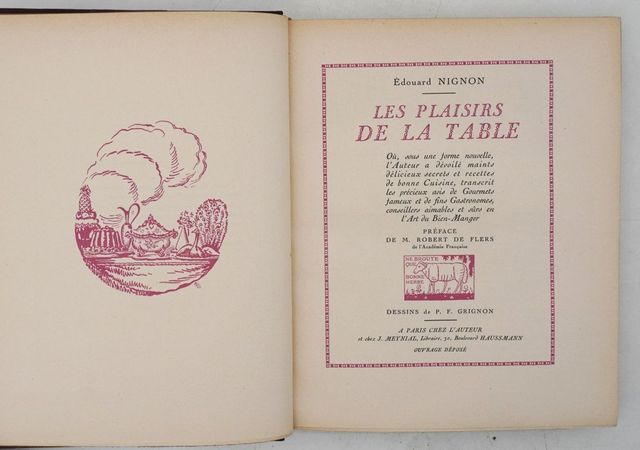 Édouard NIGNON
LES PLAISIRS
DE LA TABLE
Où, sous une forme nouvelle,
l'Auteur a dévoilé maints
délicieux secrets et recettes
de bonne Cuisine, transcrit
les précieux avis de Gourmets
fameux et de fins Gastronomes,
conseillers aimables et sûrs en
l'Art du Bien-Manger
PRÉFACE
DE M. ROBERT DE FLERS
de l'Académie Française
NE BROUTE
QUE
BONNE
HERBE
DESSINS de P. F. GRIGNON
A PARIS CHEZ L'AUTEUR
et chez J. MEYNIAL, Libraire, 30, Boulevard HAUSSMANN
OUVRAGE DÉPOSÉ